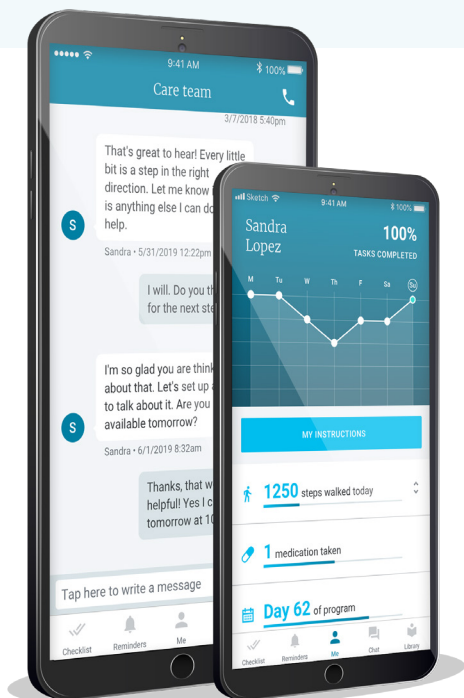 9:41 AM
100%
Care team
3/7/2018 5:40pm
That's great to hear! Every little
bit is a step in the right
direction. Let me know
is anything else I can do
help.
S
Sandra • 5/31/2019 12:22pm
I will. Do you
for the next
I'm so glad you are
about that. Let's set up
to talk about it. Are you
available tomorrow?
S
Sandra • 6/1/2019 8:32am
Thanks, that
helpful! Yes I
tomorrow at
Tap here to write a message
Checklist
Reminders
Me
Sketch
9:41 AM
100%
Sandra
Lopez
100%
TASKS COMPLETED
M Tu W Th F Sa Su
MY INSTRUCTIONS
1250 steps walked today
1 medication taken
Day 62 of program
Checklist
Reminders
Me
Chat
Library